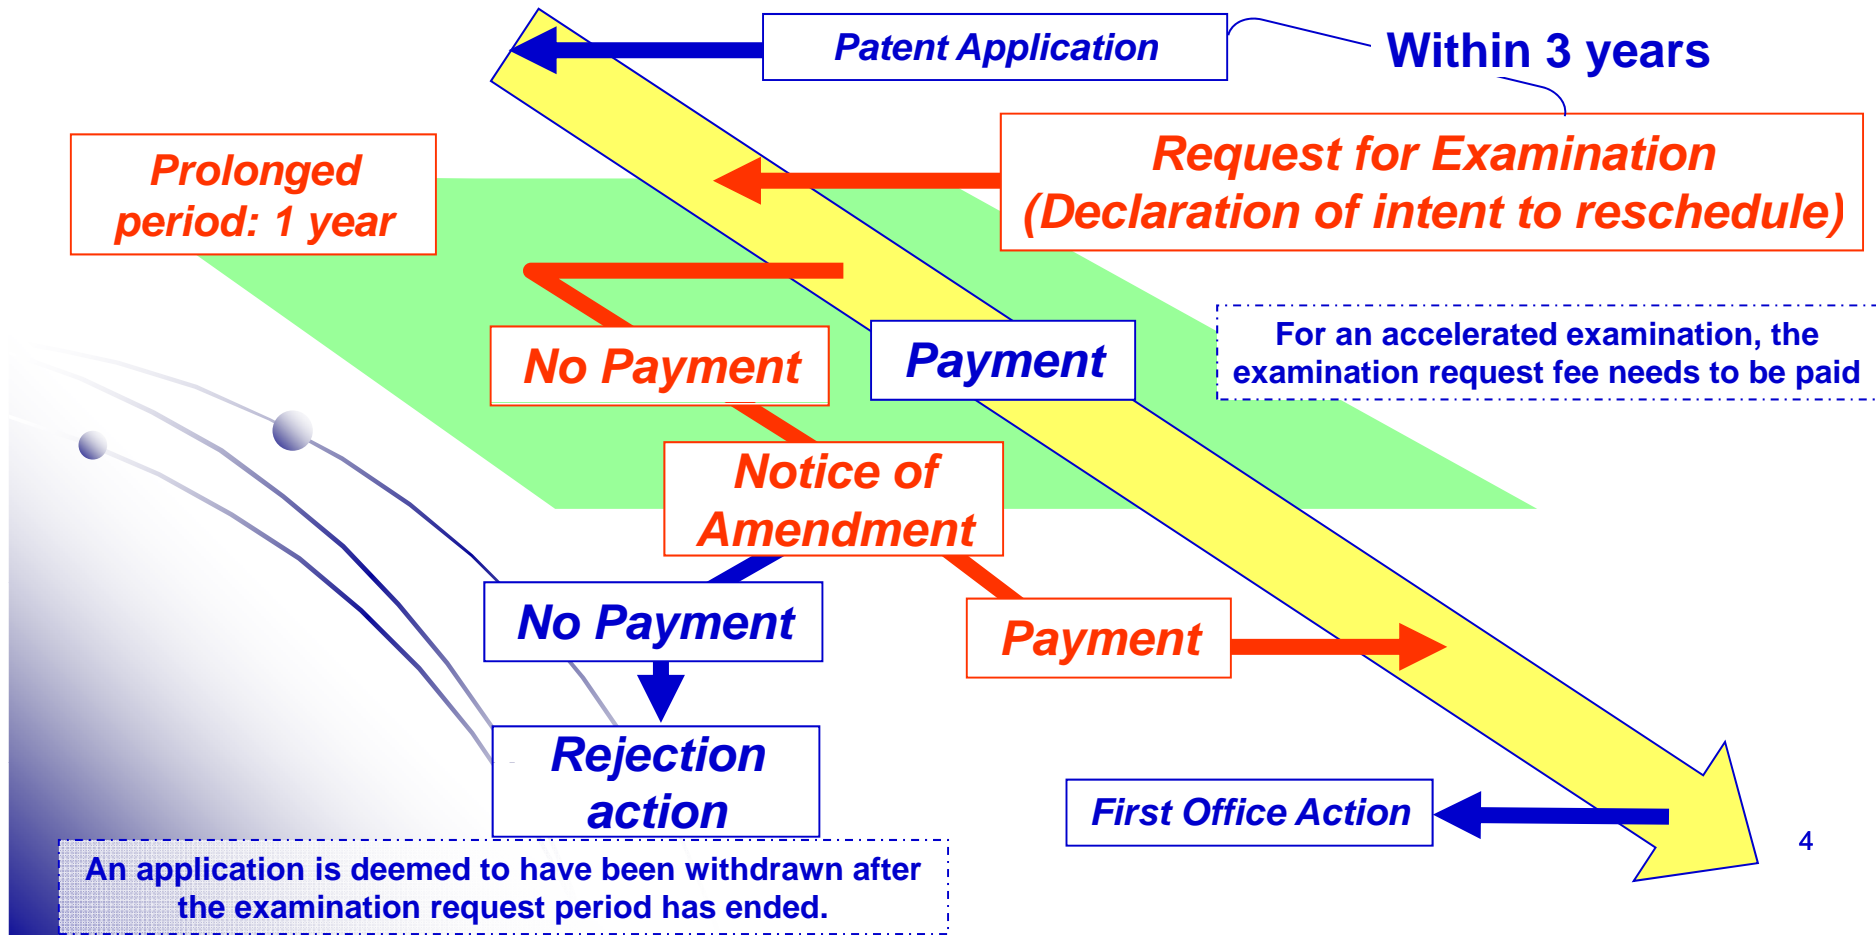 Patent Application
Within 3 years
Request for Examination
(Declaration of intent to reschedule)
Prolonged
period: 1 year
For an accelerated examination, the
examination request fee needs to be paid
No Payment
Payment
Notice of
Amendment
No Payment
Payment
Rejection
action
First Office Action
4
An application is deemed to have been withdrawn after
the examination request period has ended.